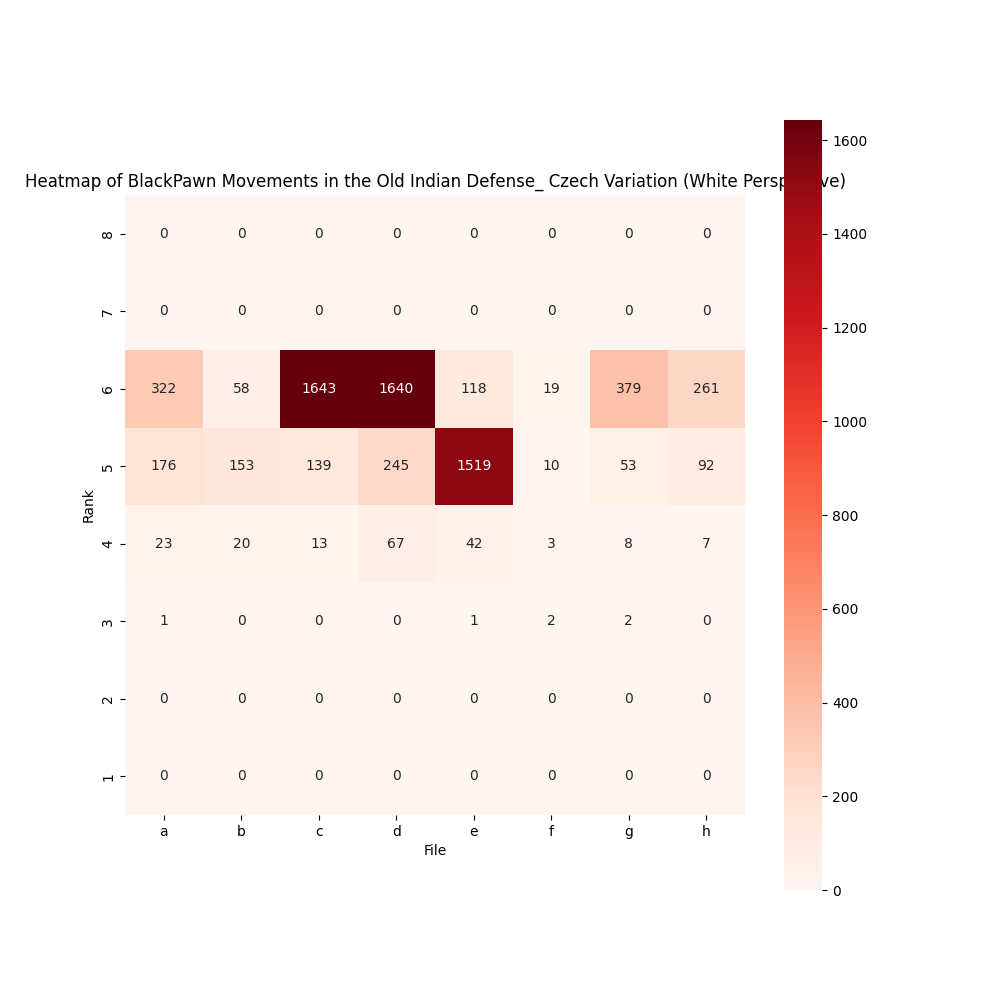 Heatmap of BlackPawn Movements in the Old Indian Defense_ Czech Variation (White Persp ve)
1600
1400
1200
1000
800
600
400
200
0
8 0 0 0 0 0 0 0 0
7 0 0 0 0 0 0 0 0
6 322 58 1643 1640 118 19 379 261
5 176 153 139 245 1519 10 53 92
Rank
4 23 20 13 67 42 3 8 7
3 1 0 0 0 1 2 2 0
2 0 0 0 0 0 0 0 0
1 0 0 0 0 0 0 0 0
a b c d e f g h
File